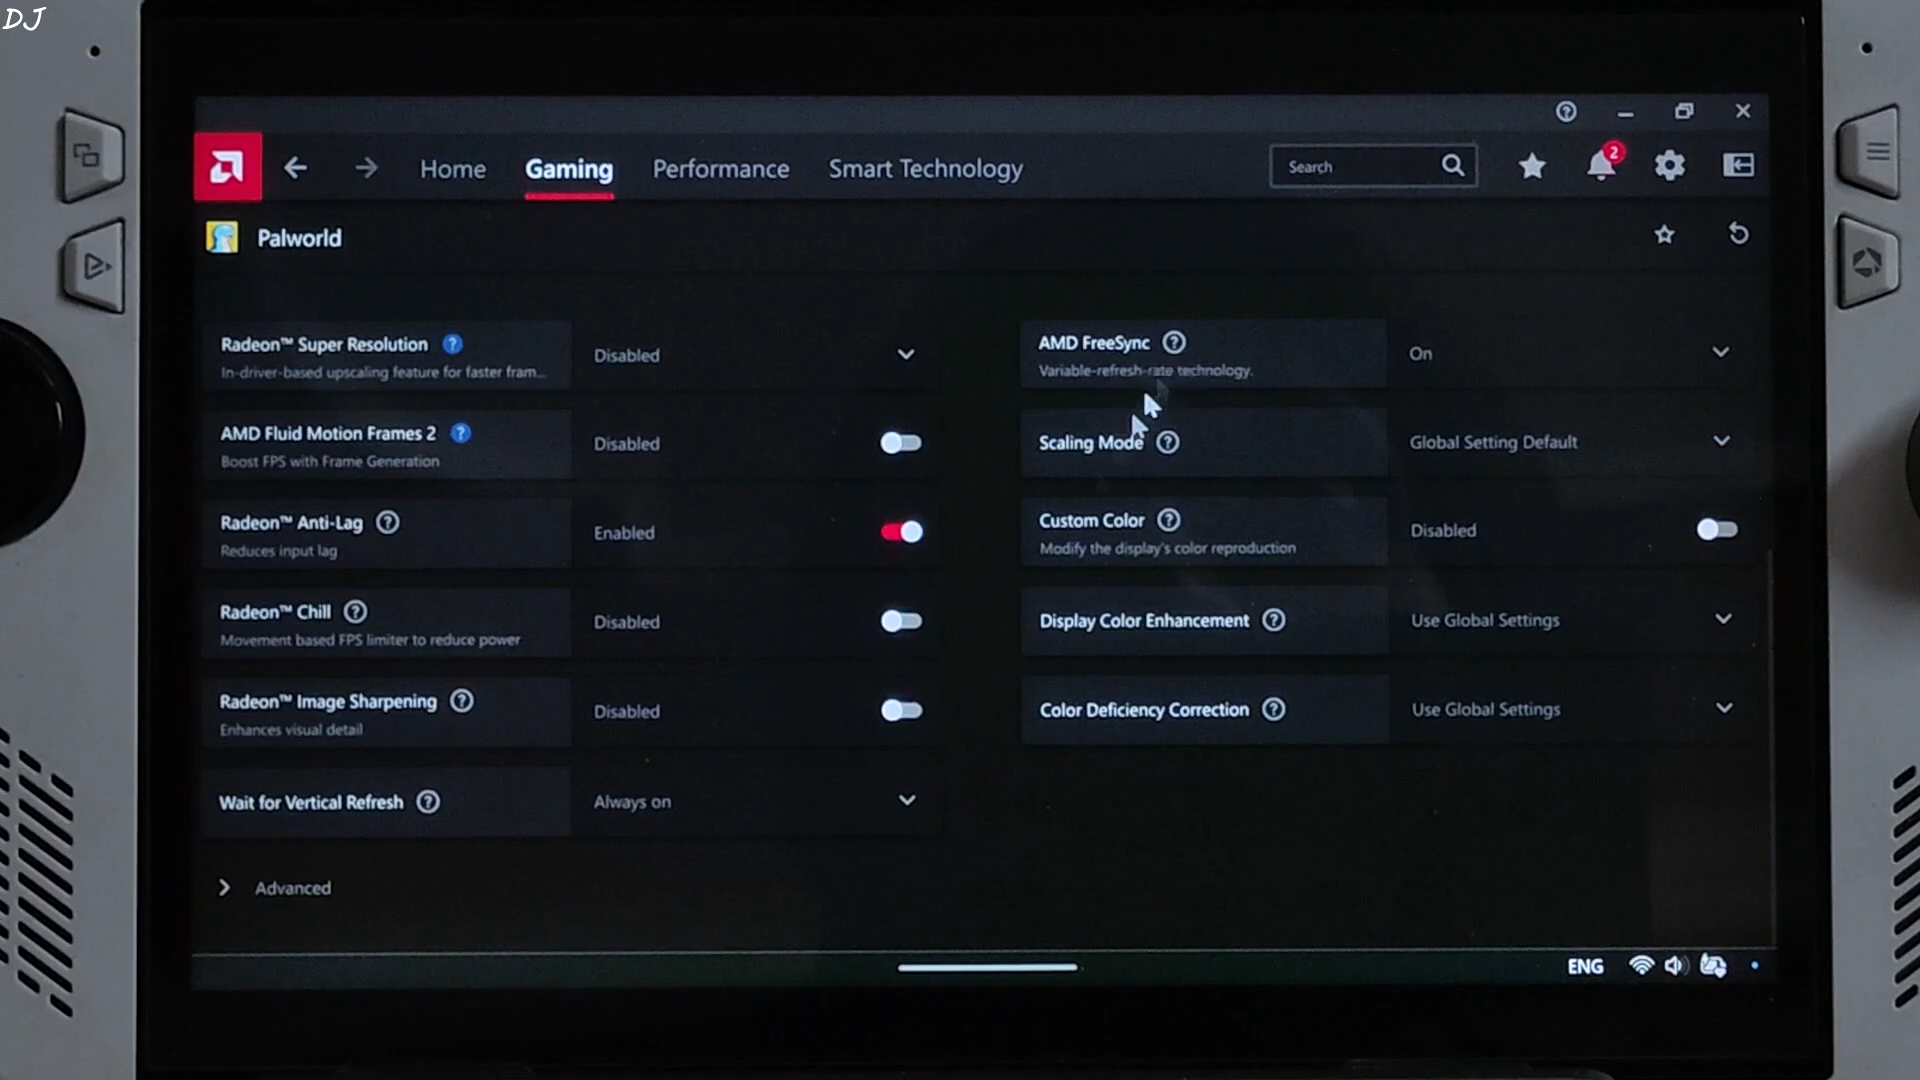 DJ
Home Gaming Performance Smart Technology Search 2
Palworld
Radeon™ Super Resolution ?
In-driver-based upscaling feature for faster fram...
Disabled
AMD Fluid Motion Frames 2 ?
Boost FPS with Frame Generation
Disabled
Radeon™ Anti-Lag ?
Reduces input lag
Enabled
Radeon™ Chill ?
Movement based FPS limiter to reduce power
Disabled
Radeon™ Image Sharpening ?
Enhances visual detail
Disabled
Wait for Vertical Refresh ?
Always on
Advanced
AMD FreeSync ?
Variable-refresh-rate technology.
On
Scaling Mode ?
Global Setting Default
Custom Color ?
Modify the display's color reproduction
Disabled
Display Color Enhancement ?
Use Global Settings
Color Deficiency Correction ?
Use Global Settings
ENG